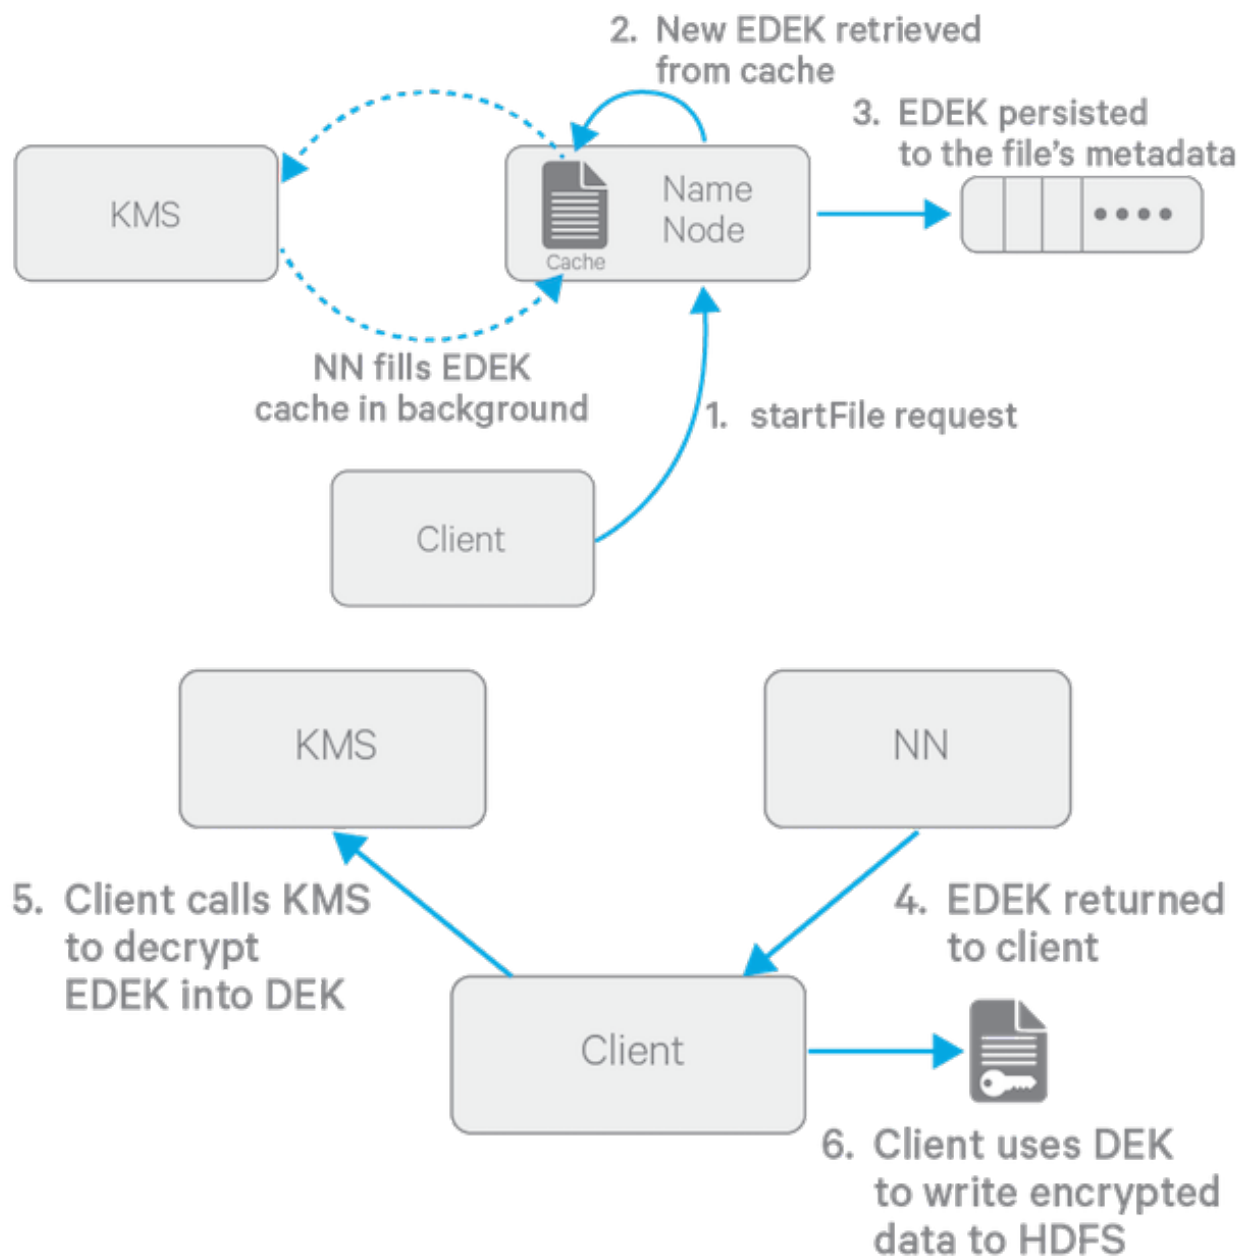 2. New EDEK retrieved
from cache
3. EDEK persisted
to the file's metadata
KMS
Name
Node
Cache
NN fills EDEK
cache in background
1. startFile request
Client
KMS
NN
5. Client calls KMS
to decrypt
EDEK into DEK
4. EDEK returned
to client
Client
6. Client uses DEK
to write encrypted
data to HDFS